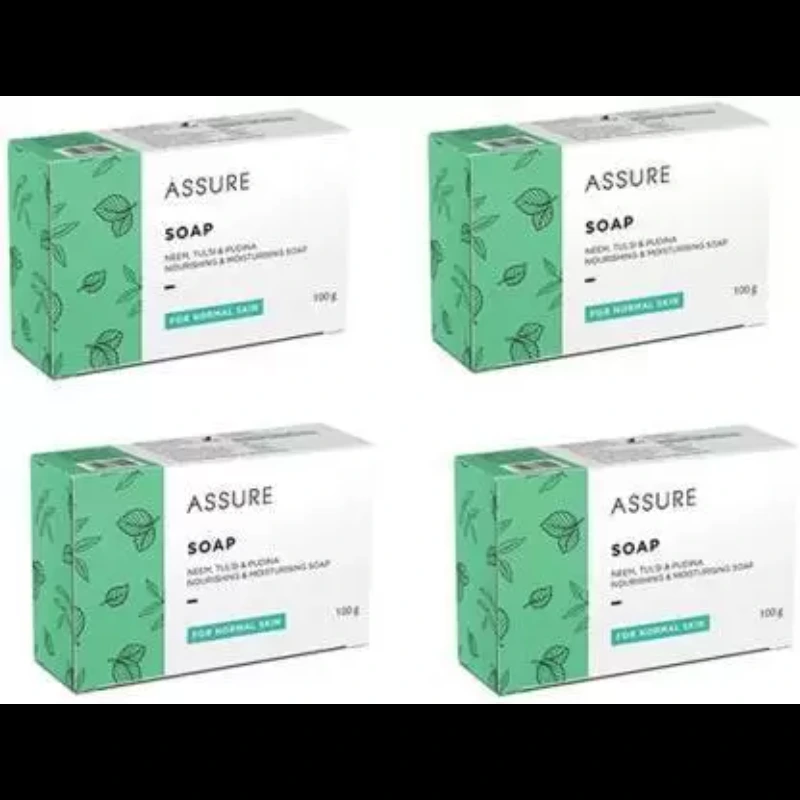 ASSURE
SOAP
NEEM, TULSI & PUDINA
NOURISHING & MOISTURISING SOAP
FOR NORMAL SKIN
100 g
ASSURE
SOAP
NEEM, TULSI & PUDINA
NOURISHING & MOISTURISING SOAP
FOR NORMAL SKIN
100 g
ASSURE
SOAP
NEEM, TULSI & PUDINA
NOURISHING & MOISTURISING SOAP
FOR NORMAL SKIN
100 g
ASSURE
SOAP
NEEM, TULSI & PUDINA
NOURISHING & MOISTURISING SOAP
FOR NORMAL SKIN
100 g